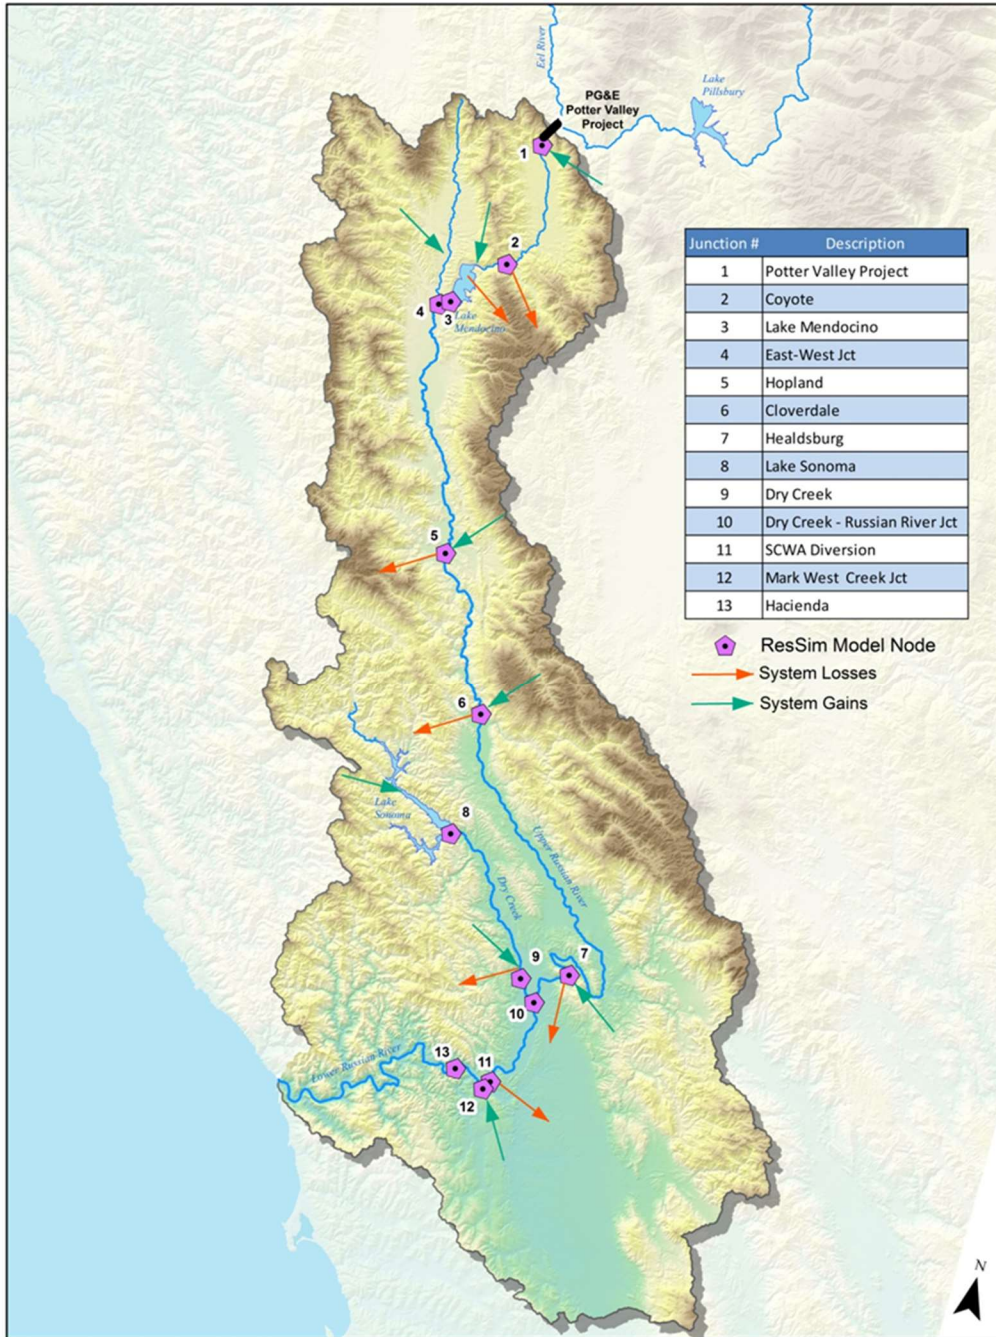 Eel River
Lake
Pillsbury
PG&E
Potter Valley
Project
1
2
Junction # Description
1 Potter Valley Project
2 Coyote
3 Lake Mendocino
4 East-West Jct
5 Hopland
6 Cloverdale
7 Healdsburg
8 Lake Sonoma
9 Dry Creek
10 Dry Creek - Russian River Jct
11 SCWA Diversion
12 Mark West Creek Jct
13 Hacienda
ResSim Model Node
System Losses
System Gains
4
3
Lake
Mendocino
5
6
Lake
Sonoma
8
Upper Russian River
Dry Creek
9
7
10
13
11
Lower Russian River
12
N